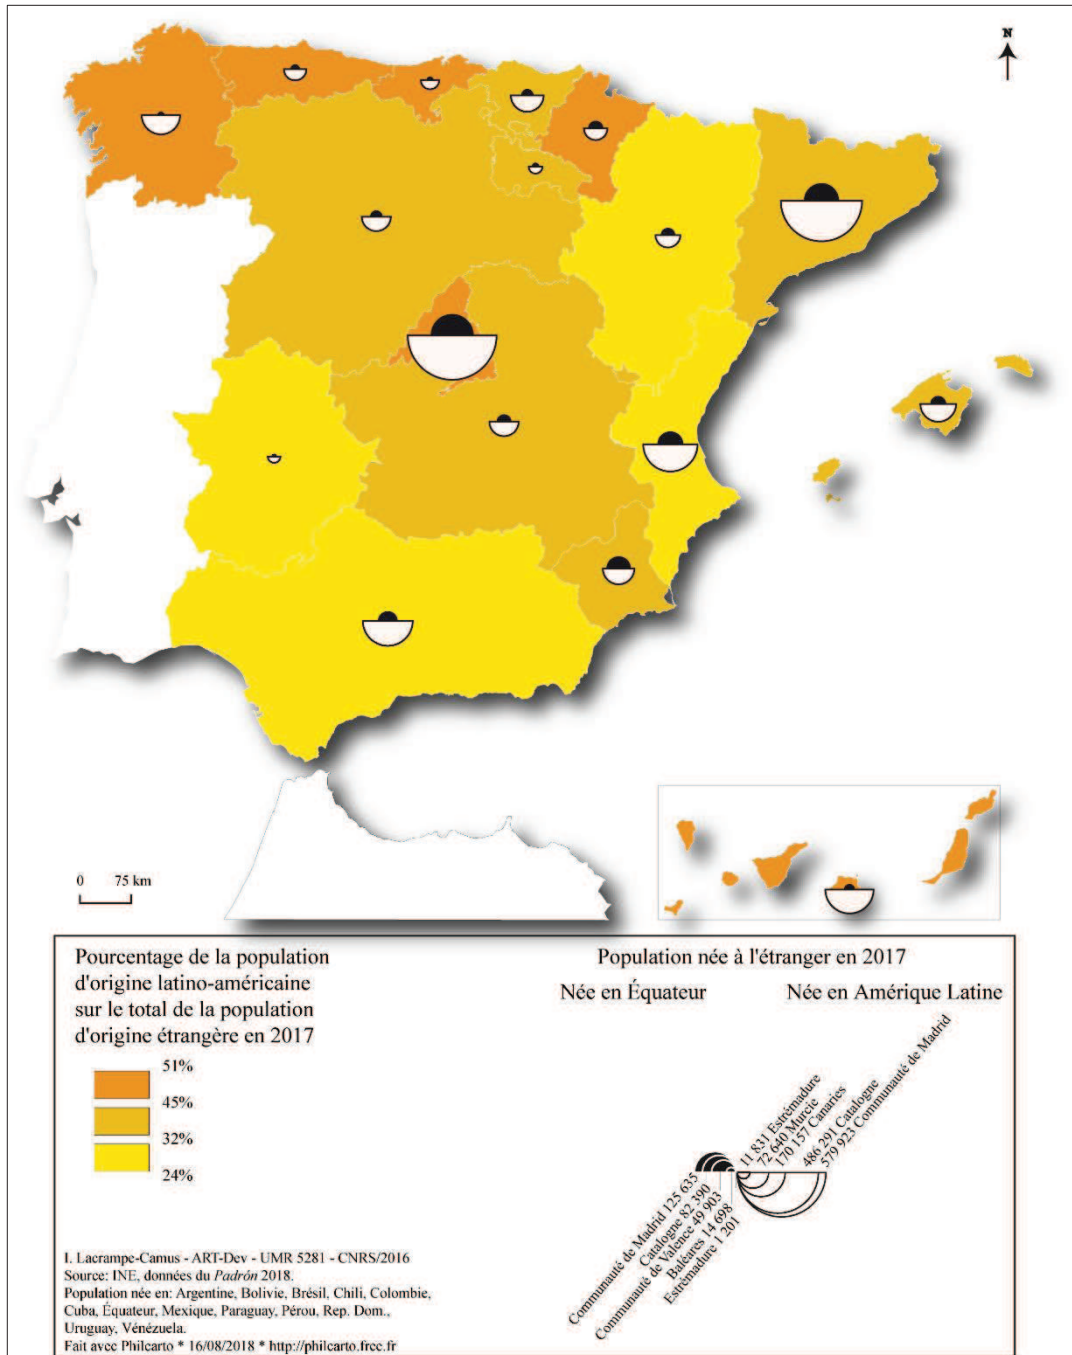 N
0 75 km
Pourcentage de la population
d'origine latino-américaine
sur le total de la population
d'origine étrangère en 2017
51%
45%
32%
24%
Population née à l'étranger en 2017
Née en Équateur
Née en Amérique Latine
11 831 Estrémadure
72 640 Murcie
170 157 Canaries
486 291 Catalogne
579 923 Communauté de Madrid
Communauté de Madrid 125 635
Catalogne 82 390
Communauté de Valence 49 903
Baléares 14 698
Estrémadure 1 201
I. Lacrampe-Camus - ART-Dev - UMR 5281 - CNRS/2016
Source: INE, données du Padrón 2018.
Population née en: Argentine, Bolivie, Brésil, Chili, Colombie,
Cuba, Équateur, Mexique, Paraguay, Pérou, Rep. Dom.,
Uruguay, Vénézuela.
Fait avec Philcarto * 16/08/2018 * http://philcarto.free.fr